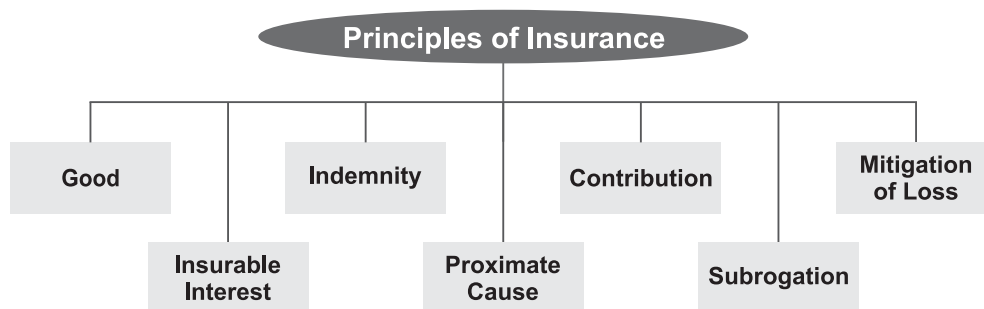 Principles of Insurance
Good
Indemnity
Contribution
Mitigation
of Loss
Insurable
Interest
Proximate
Cause
Subrogation